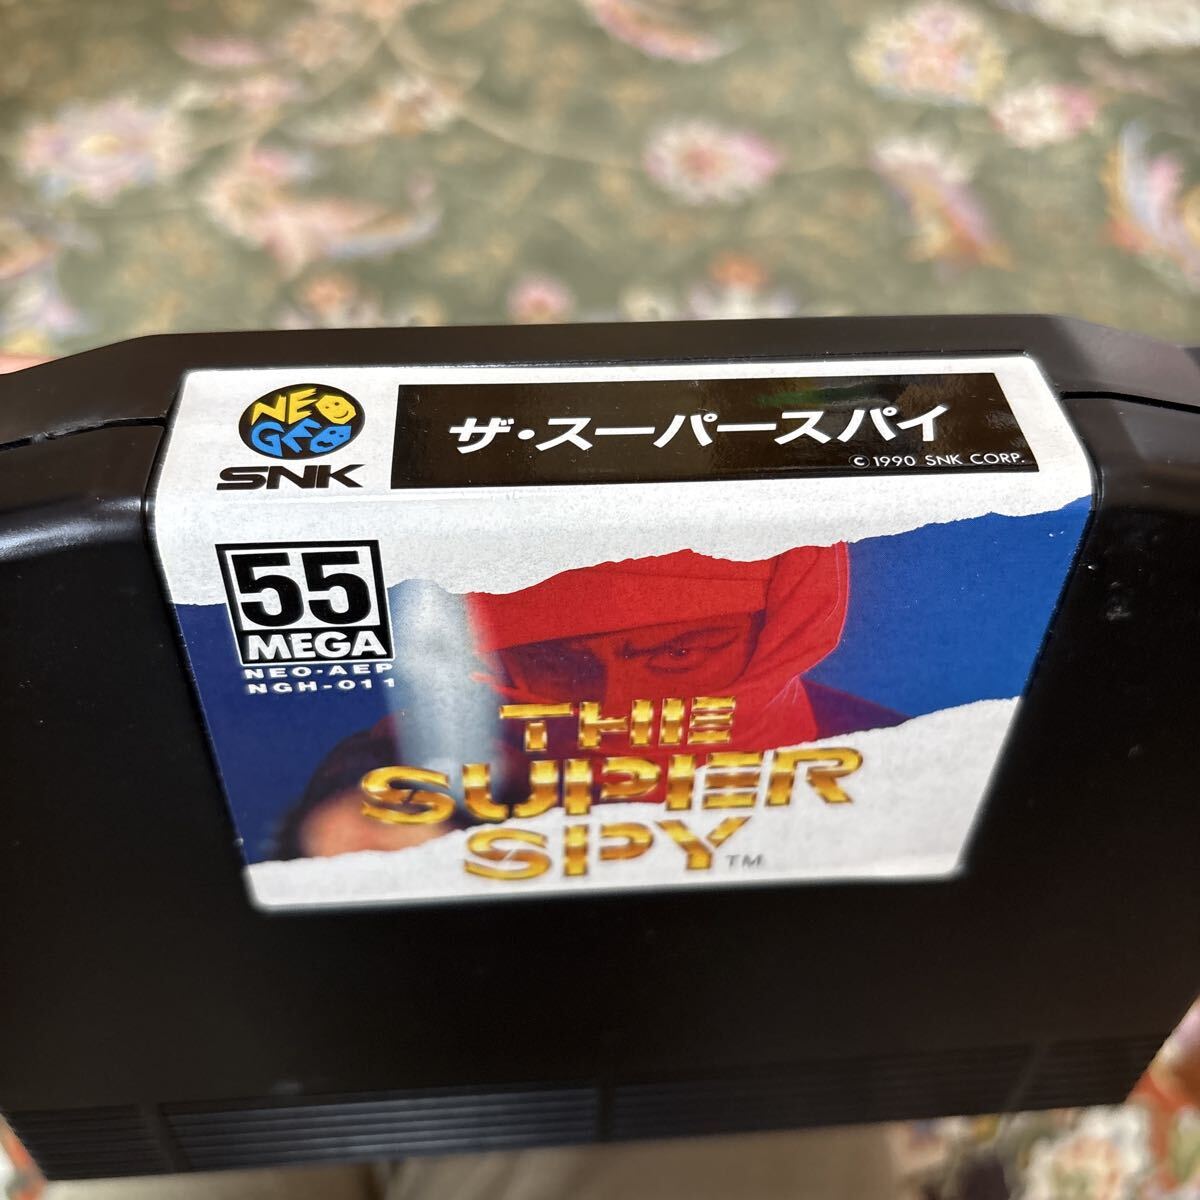 NEO
GEO
SNK
ザ・スーパースパイ
© 1990 SNK CORP.
55
MEGA
NEO-AEP
NGH-011
THE
SUPER
SPY™